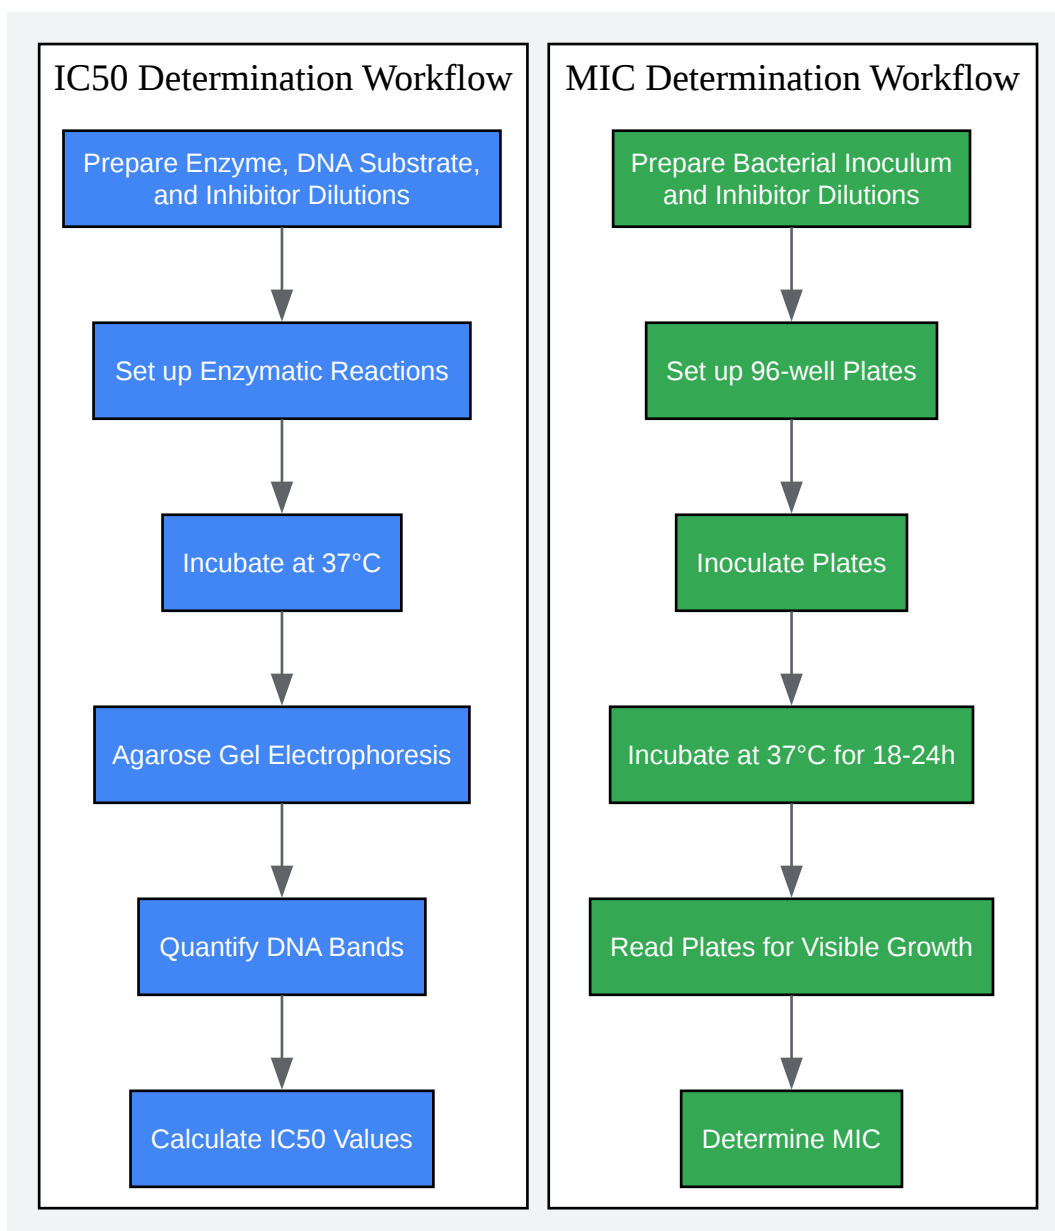 IC50 Determination Workflow
Prepare Enzyme, DNA Substrate,
and Inhibitor Dilutions
Set up Enzymatic Reactions
Incubate at 37°C
Agarose Gel Electrophoresis
Quantify DNA Bands
Calculate IC50 Values
MIC Determination Workflow
Prepare Bacterial Inoculum
and Inhibitor Dilutions
Set up 96-well Plates
Inoculate Plates
Incubate at 37°C for 18-24h
Read Plates for Visible Growth
Determine MIC